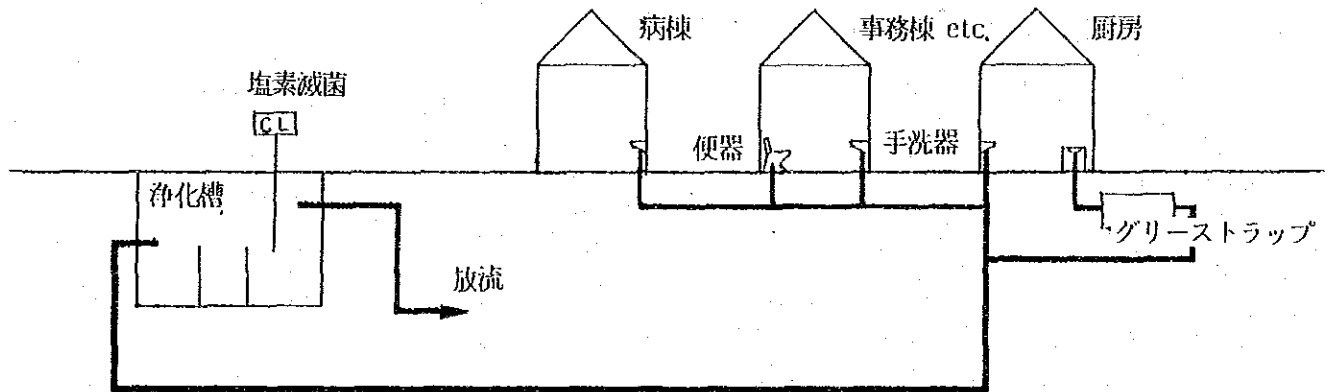 病棟
事務棟 etc.
厨房
塩素滅菌
CL
便器
手洗器
浄化槽
グリーストラップ
放流